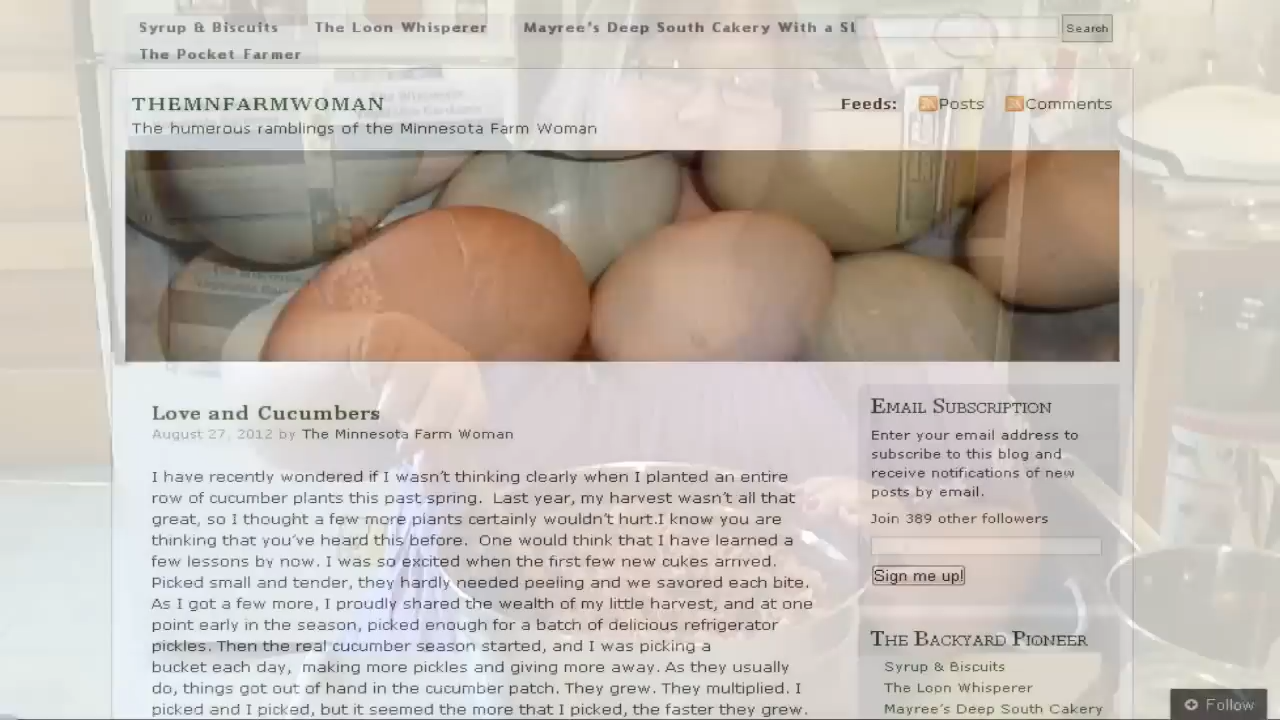 Syrup & Biscuits The Loon Whisperer Mayree's Deep South Cakery With a Sl
Search
The Pocket Farmer
THEMNFARMWOMAN
Feeds: Posts Comments
The humerous ramblings of the Minnesota Farm Woman
Love and Cucumbers
August 27, 2012 by The Minnesota Farm Woman
I have recently wondered if I wasn't thinking clearly when I planted an entire
row of cucumber plants this past spring. Last year, my harvest wasn't all that
great, so I thought a few more plants certainly wouldn't hurt.I know you are
thinking that you've heard this before. One would think that I have learned a
few lessons by now. I was so excited when the first few new cukes arrived.
Picked small and tender, they hardly needed peeling and we savored each bite.
As I got a few more, I proudly shared the wealth of my little harvest, and at one
point early in the season, picked enough for a batch of delicious refrigerator
pickles. Then the real cucumber season started, and I was picking a
bucket each day, making more pickles and giving more away. As they usually
do, things got out of hand in the cucumber patch. They grew. They multiplied. I
picked and I picked, but it seemed the more that I picked, the faster they grew.
Email Subscription
Enter your email address to
subscribe to this blog and
receive notifications of new
posts by email.
Join 389 other followers
Sign me up!
The Backyard Pioneer
Syrup & Biscuits
The Loon Whisperer
Mayree's Deep South Cakery
Follow